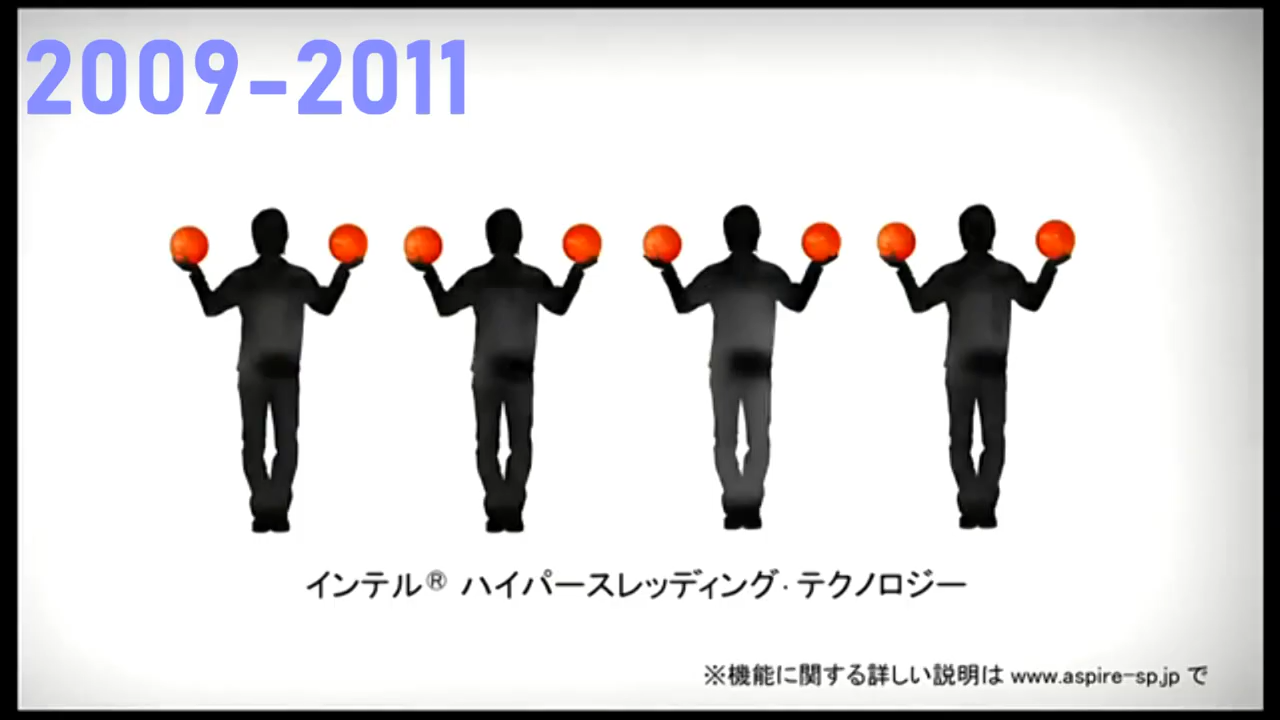 2009-2011
インテル® ハイパースレッディング・テクノロジー
※機能に関する詳しい説明は www.aspire-sp.jp で